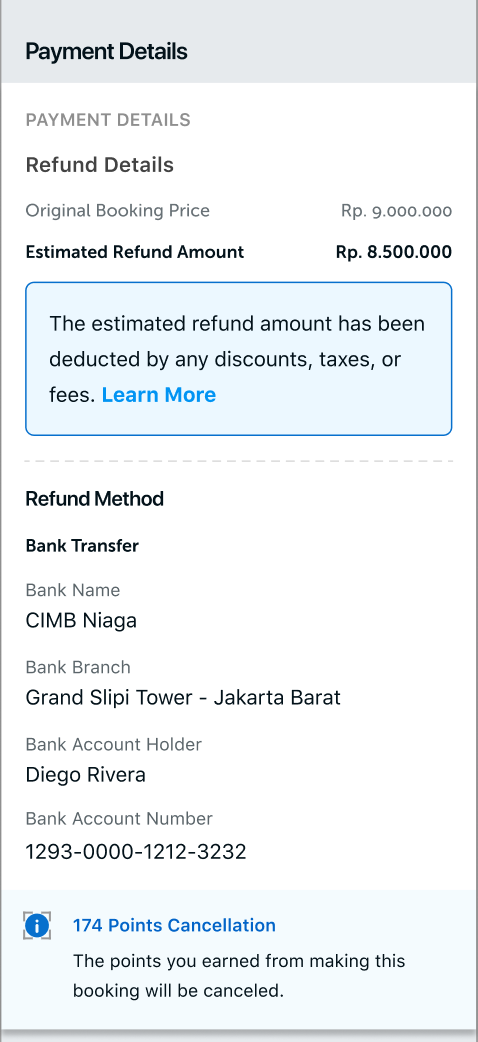 Payment Details
PAYMENT DETAILS
Refund Details
Original Booking Price Rp. 9.000.000
Estimated Refund Amount Rp. 8.500.000
The estimated refund amount has been
deducted by any discounts, taxes, or
fees. Learn More
Refund Method
Bank Transfer
Bank Name
CIMB Niaga
Bank Branch
Grand Slipi Tower - Jakarta Barat
Bank Account Holder
Diego Rivera
Bank Account Number
1293-0000-1212-3232
174 Points Cancellation
The points you earned from making this
booking will be canceled.